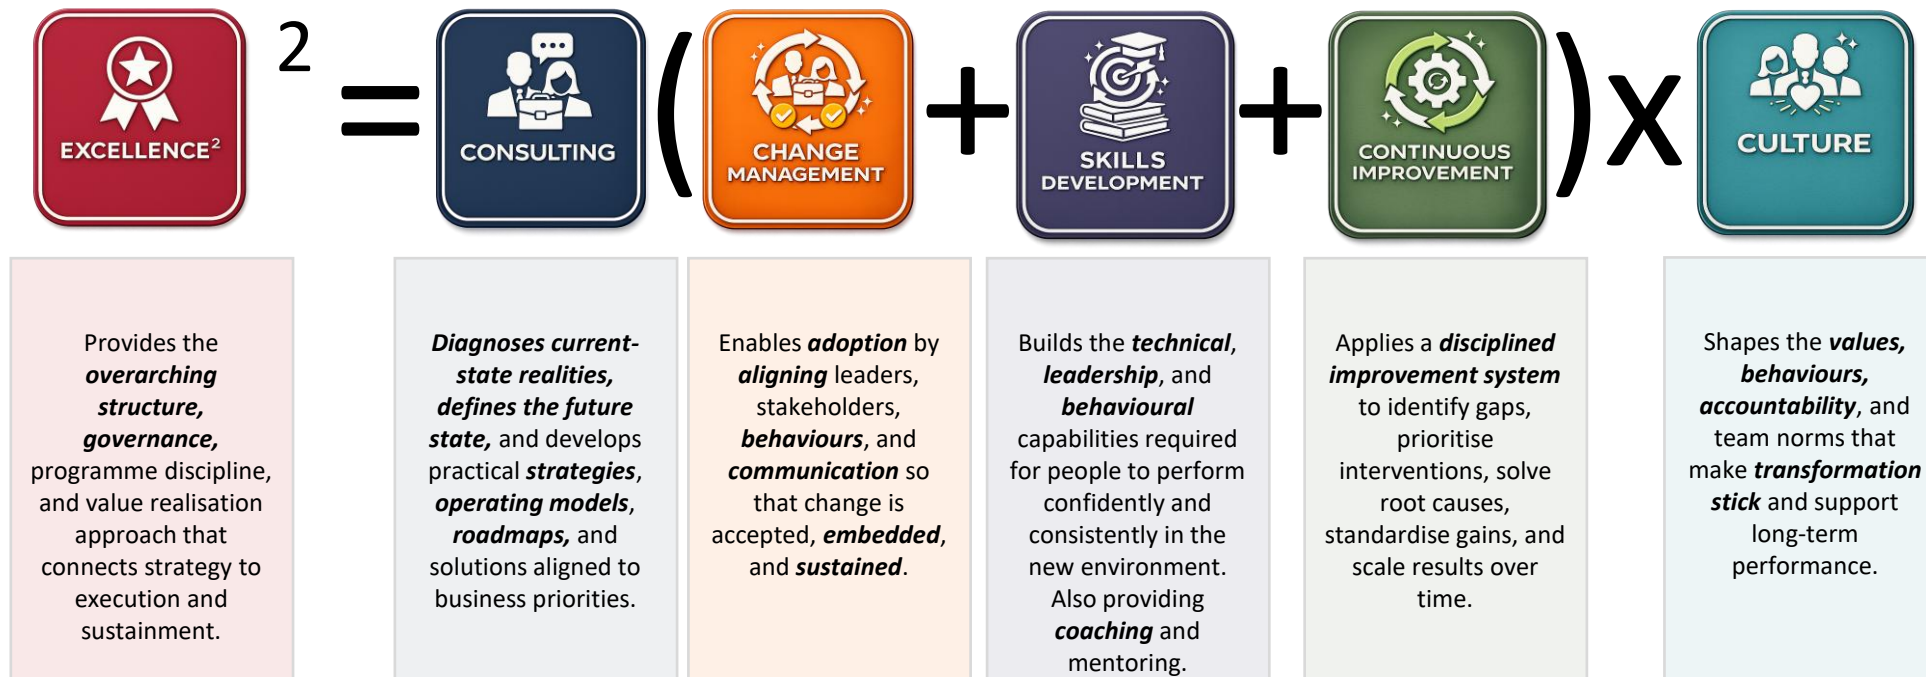 EXCELLENCE²
2
=
CONSULTING
(
CHANGE
MANAGEMENT
+
SKILLS
DEVELOPMENT
+
CONTINUOUS
IMPROVEMENT
)
x
CULTURE
Provides the
overarching
structure,
governance,
programme discipline,
and value realisation
approach that
connects strategy to
execution and
sustainment.
Diagnoses current-
state realities,
defines the future
state, and develops
practical strategies,
operating models,
roadmaps, and
solutions aligned to
business priorities.
Enables adoption by
aligning leaders,
stakeholders,
behaviours, and
communication so
that change is
accepted, embedded,
and sustained.
Builds the technical,
leadership, and
behavioural
capabilities required
for people to perform
confidently and
consistently in the
new environment.
Also providing
coaching and
mentoring.
Applies a disciplined
improvement system
to identify gaps,
prioritise
interventions, solve
root causes,
standardise gains, and
scale results over
time.
Shapes the values,
behaviours,
accountability, and
team norms that
make transformation
stick and support
long-term
performance.